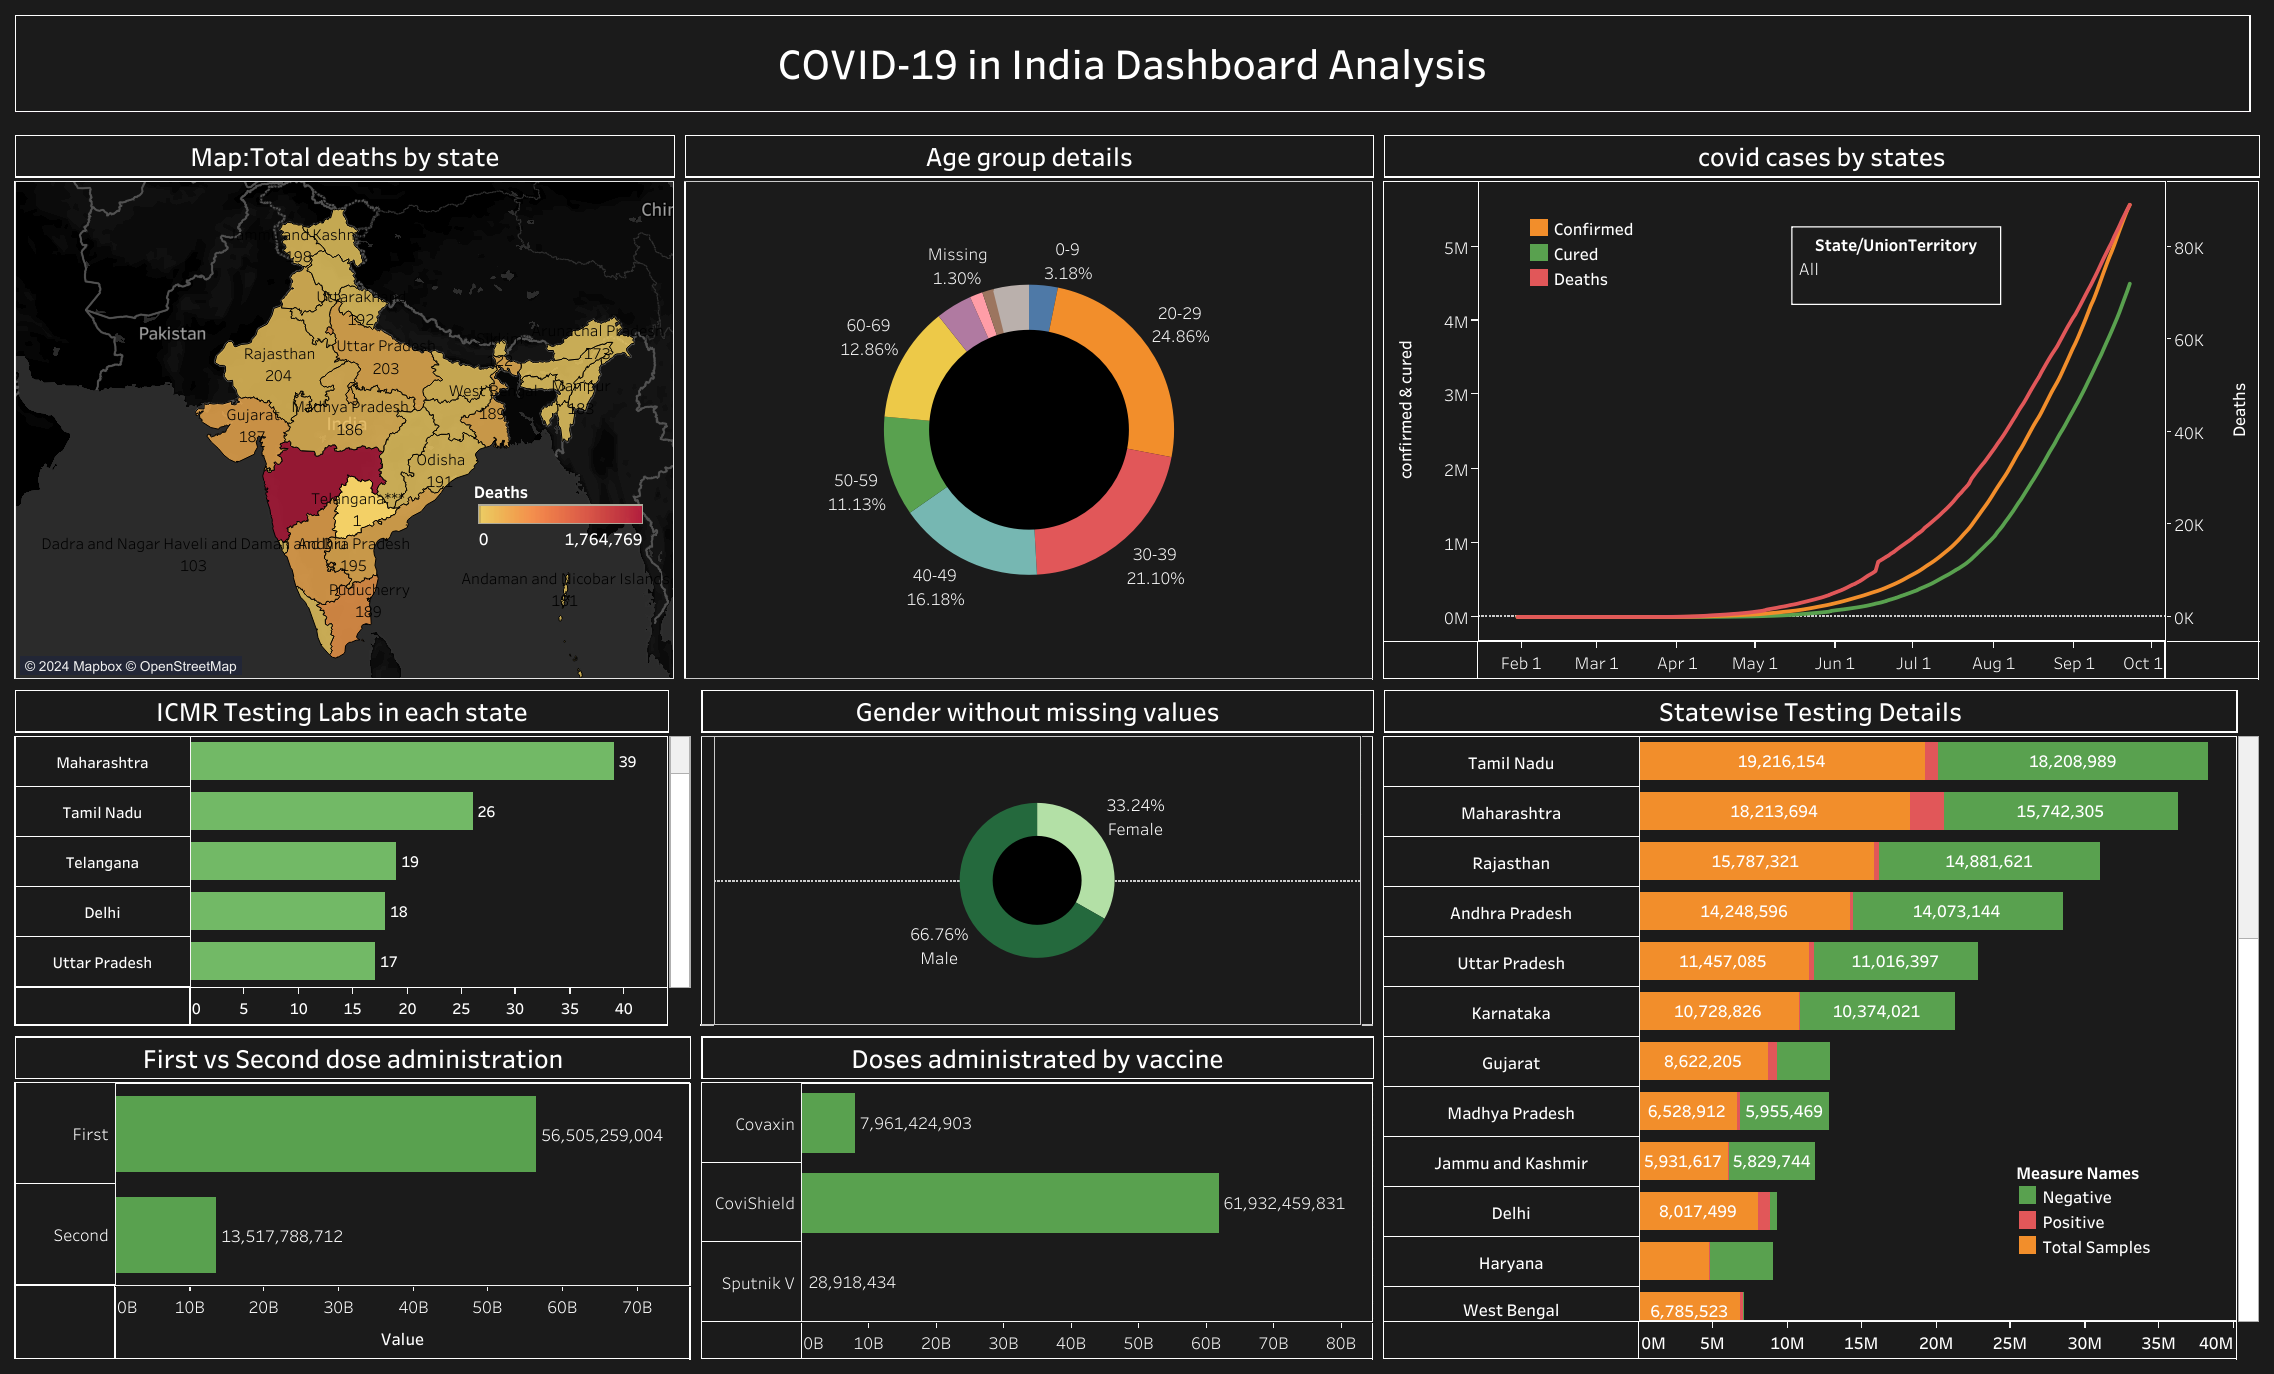 COVID-19 in India Dashboard Analysis
Map:Total deaths by state
Pakistan
Rajasthan
204
Uttar Pradesh
203
192
198
173
Gujarat
187
Madhya Pradesh
186
India
189
Manipur
Odisha
191
Telangana***
1
Dadra and Nagar Haveli and Daman and Diu
103
Andhra Pradesh
195
Puducherry
189
Andaman and Nicobar Islands
Deaths
0 1,764,769
© 2024 Mapbox © OpenStreetMap
Age group details
Missing
1.30%
0-9
3.18%
20-29
24.86%
30-39
21.10%
40-49
16.18%
50-59
11.13%
60-69
12.86%
covid cases by states
Confirmed
Cured
Deaths
State/UnionTerritory
All
confirmed & cured
5M
4M
3M
2M
1M
0M
80K
60K
40K
20K
0K
Deaths
Feb 1 Mar 1 Apr 1 May 1 Jun 1 Jul 1 Aug 1 Sep 1 Oct 1
ICMR Testing Labs in each state
Maharashtra 39
Tamil Nadu 26
Telangana 19
Delhi 18
Uttar Pradesh 17
0 5 10 15 20 25 30 35 40
Gender without missing values
33.24%
Female
66.76%
Male
Statewise Testing Details
Tamil Nadu 19,216,154 18,208,989
Maharashtra 18,213,694 15,742,305
Rajasthan 15,787,321 14,881,621
Andhra Pradesh 14,248,596 14,073,144
Uttar Pradesh 11,457,085 11,016,397
Karnataka 10,728,826 10,374,021
Gujarat 8,622,205
Madhya Pradesh 6,528,912 5,955,469
Jammu and Kashmir 5,931,617 5,829,744
Delhi 8,017,499
Haryana
West Bengal 6,785,523
Measure Names
Negative
Positive
Total Samples
0M 5M 10M 15M 20M 25M 30M 35M 40M
First vs Second dose administration
First 56,505,259,004
Second 13,517,788,712
0B 10B 20B 30B 40B 50B 60B 70B
Value
Doses administrated by vaccine
Covaxin 7,961,424,903
CoviShield 61,932,459,831
Sputnik V 28,918,434
0B 10B 20B 30B 40B 50B 60B 70B 80B